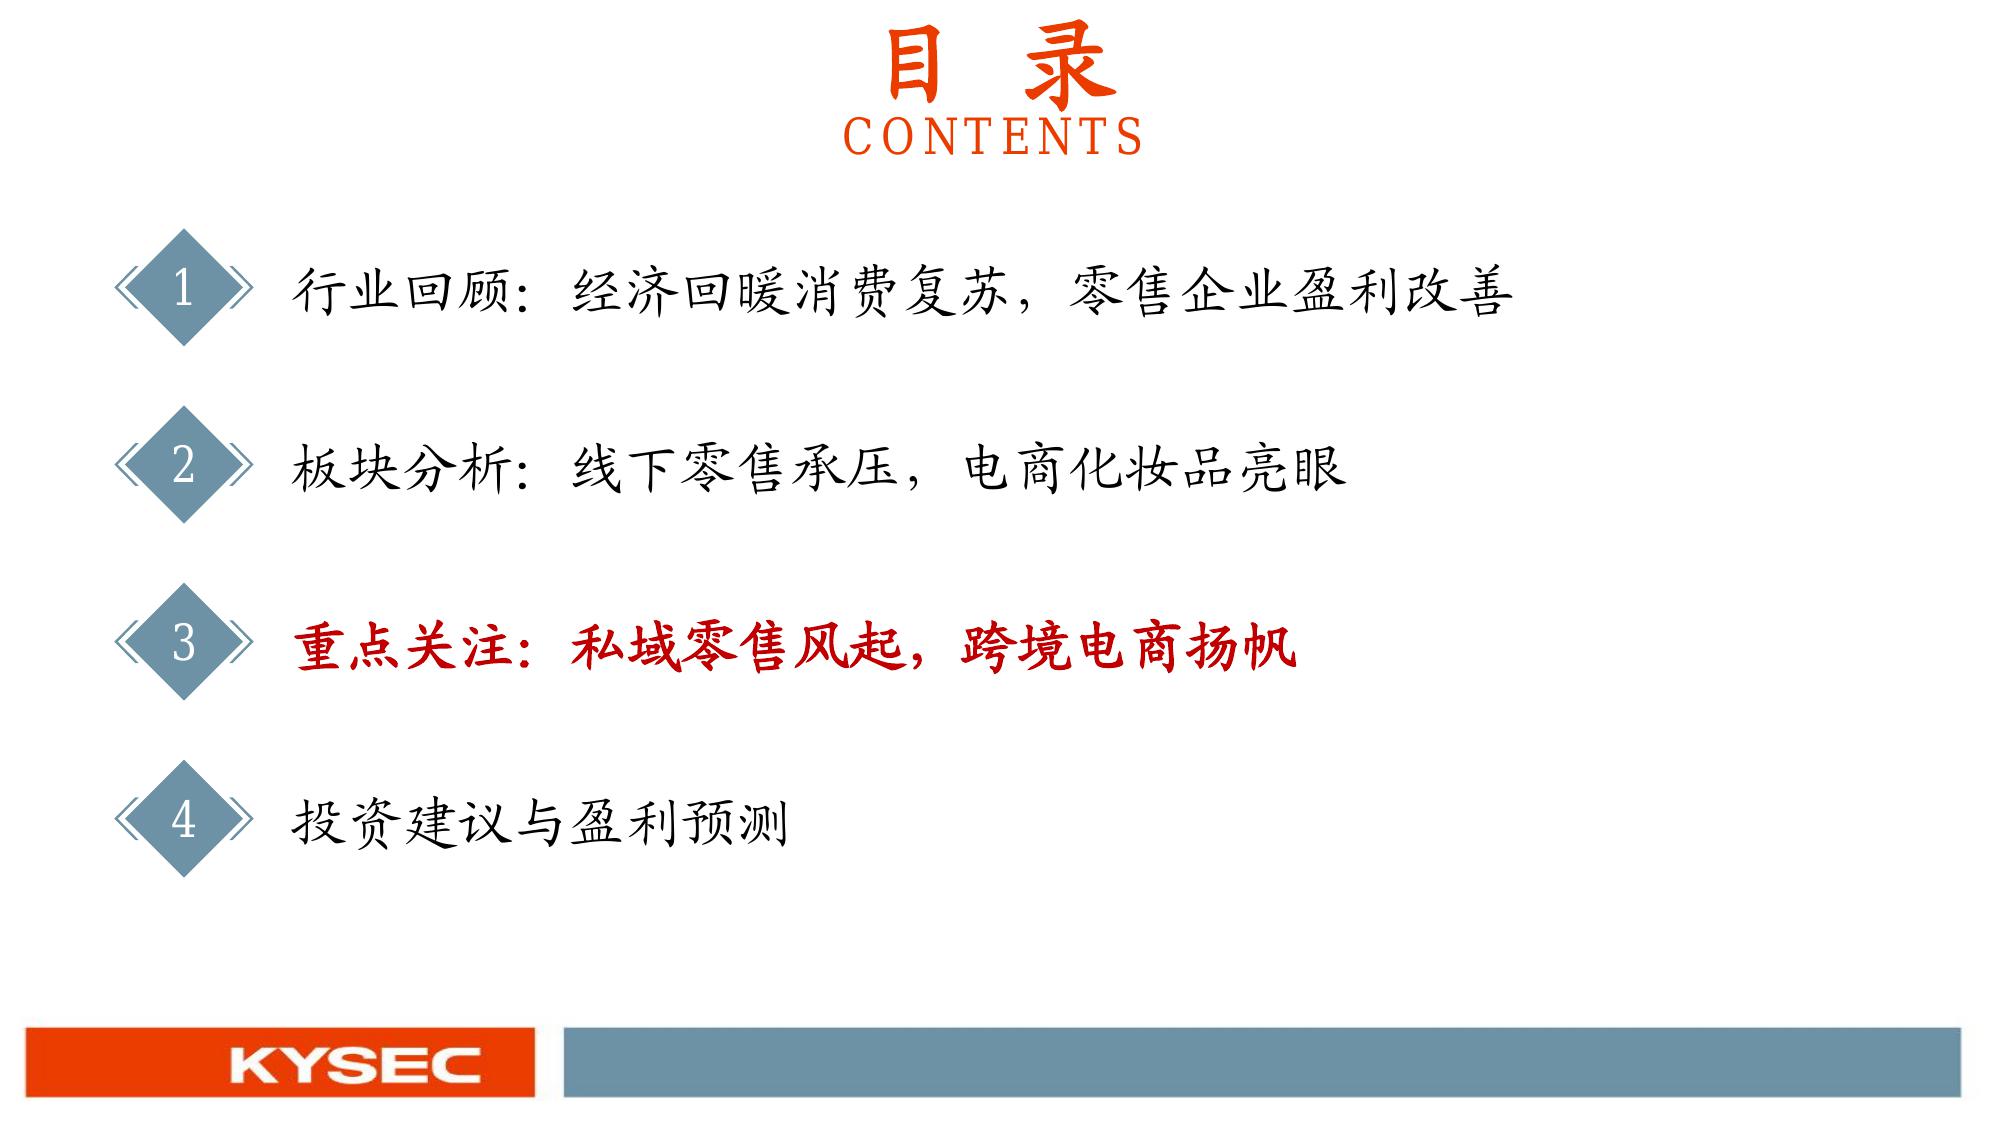 目 录
CONTENTS
1 行业回顾：经济回暖消费复苏，零售企业盈利改善
2 板块分析：线下零售承压，电商化妆品亮眼
3 重点关注：私域零售风起，跨境电商扬帆
4 投资建议与盈利预测
KYSEC